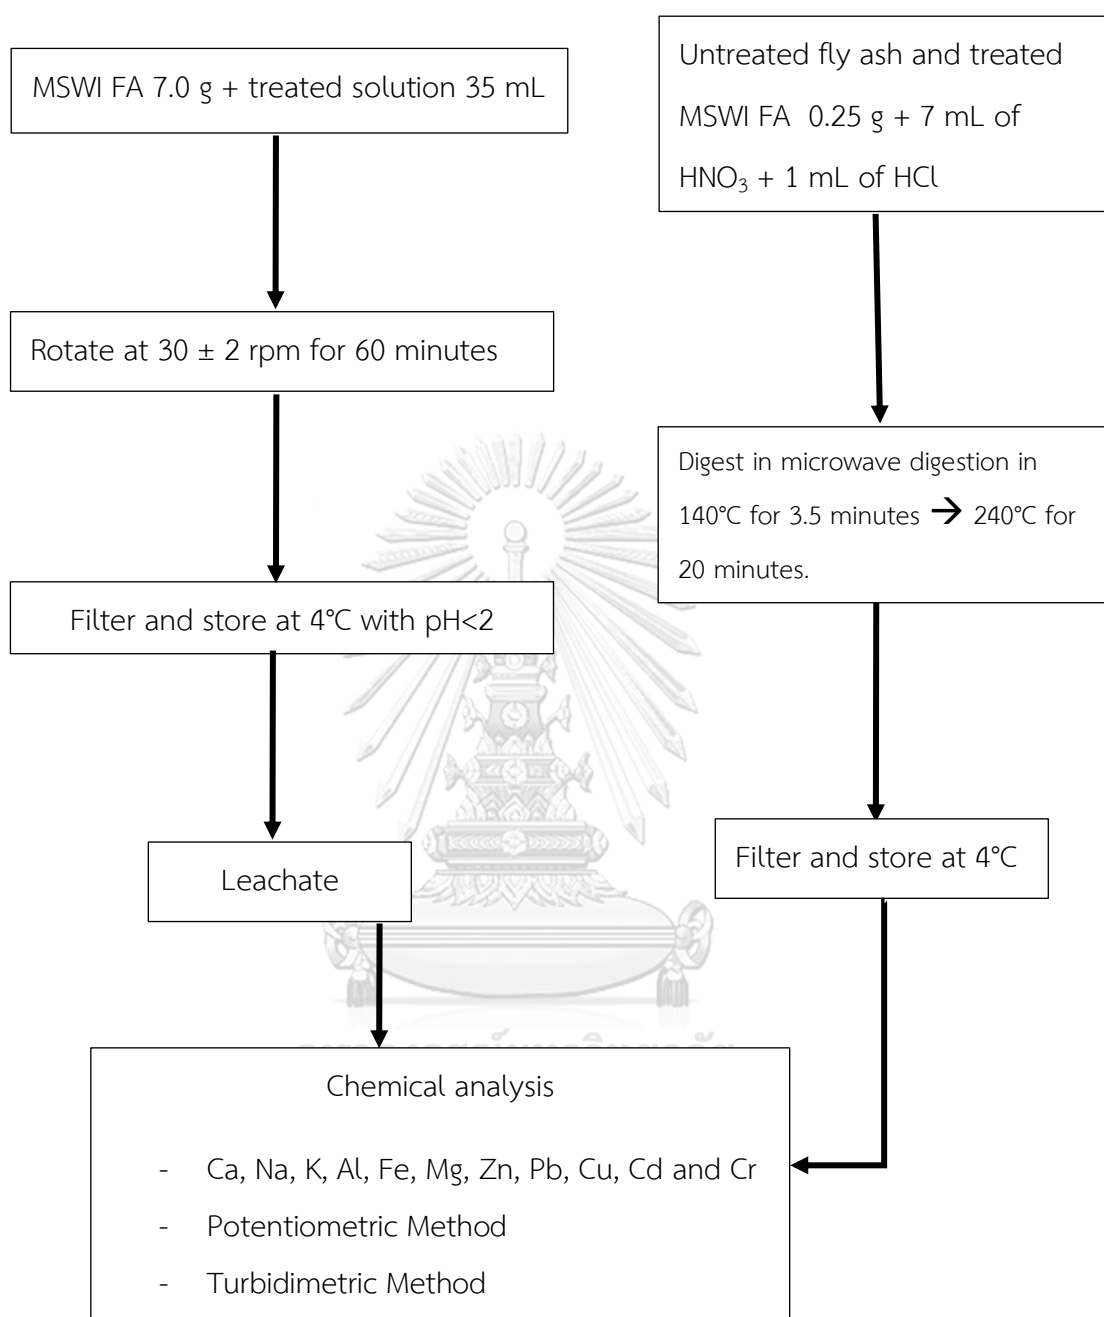 MSWI FA 7.0 g + treated solution 35 mL
Rotate at 30 ± 2 rpm for 60 minutes
Filter and store at 4°C with pH<2
Leachate
Untreated fly ash and treated
MSWI FA 0.25 g + 7 mL of
HNO₃ + 1 mL of HCl
Digest in microwave digestion in
140°C for 3.5 minutes → 240°C for
20 minutes.
Filter and store at 4°C
Chemical analysis
- Ca, Na, K, Al, Fe, Mg, Zn, Pb, Cu, Cd and Cr
- Potentiometric Method
- Turbidimetric Method